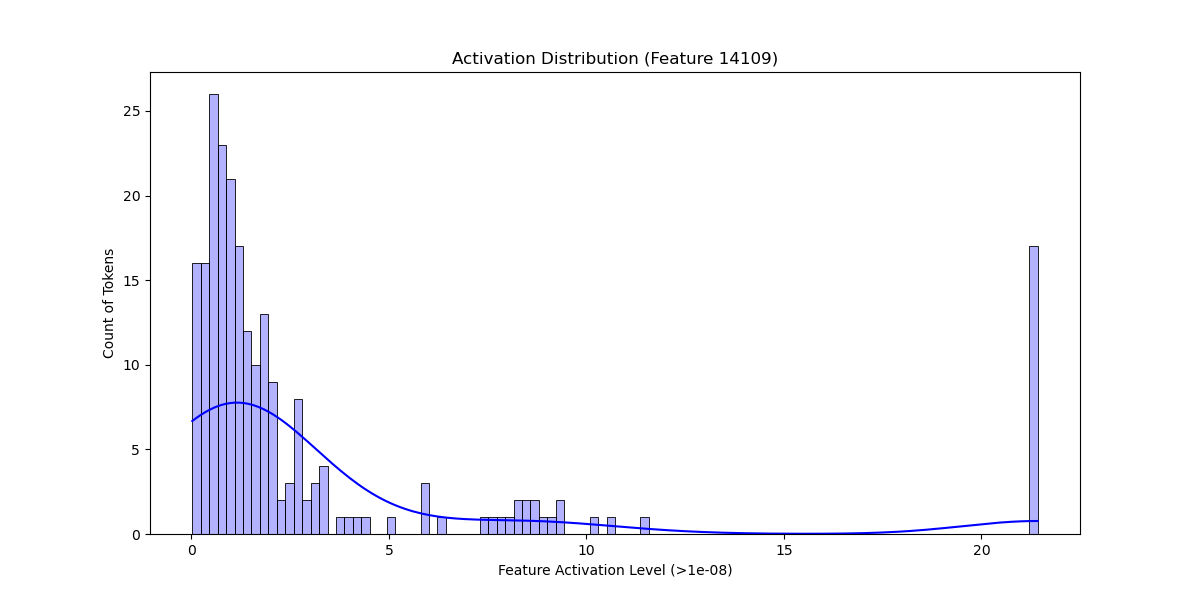 Activation Distribution (Feature 14109)
Count of Tokens
25
20
15
10
5
0
0 5 10 15 20
Feature Activation Level (>1e-08)